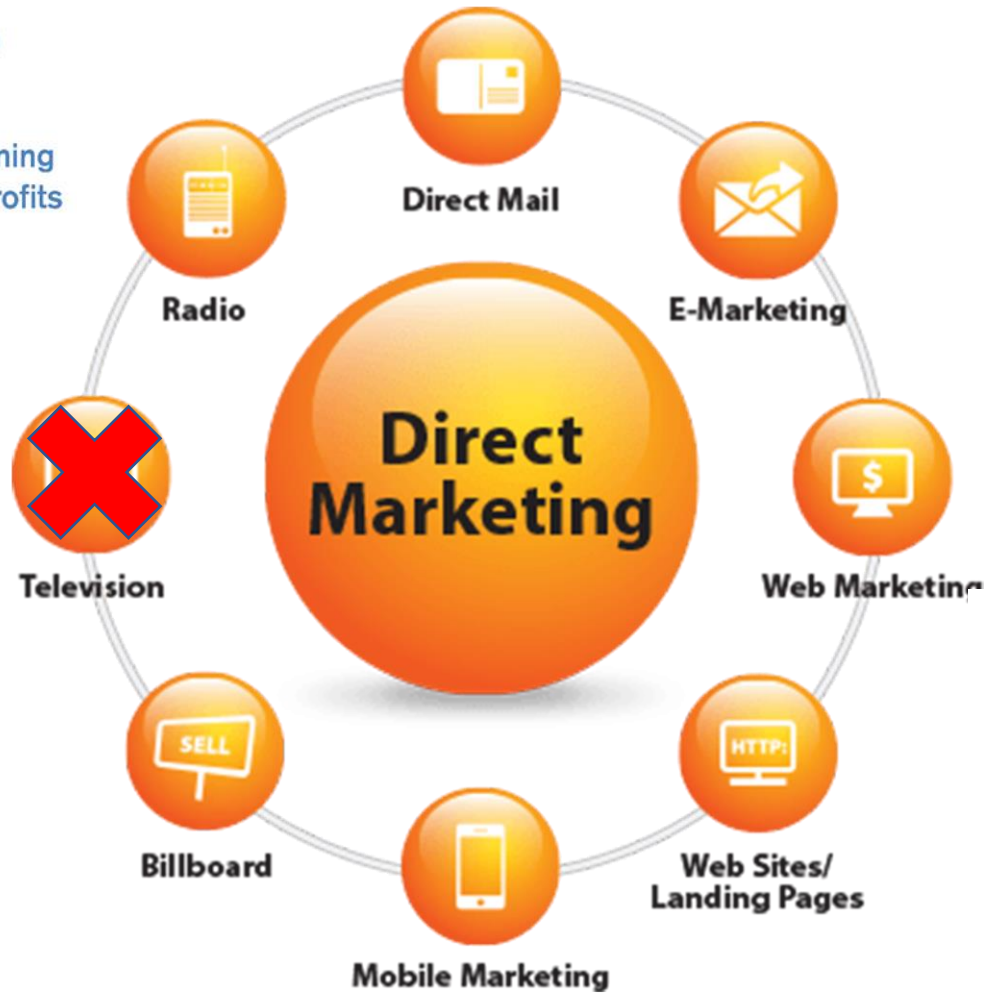 ning
rofits
Direct Mail
Radio
E-Marketing
Direct
Marketing
$
Television
Web Marketing
SELL
HTTP:
Billboard
Web Sites/
Landing Pages
Mobile Marketing